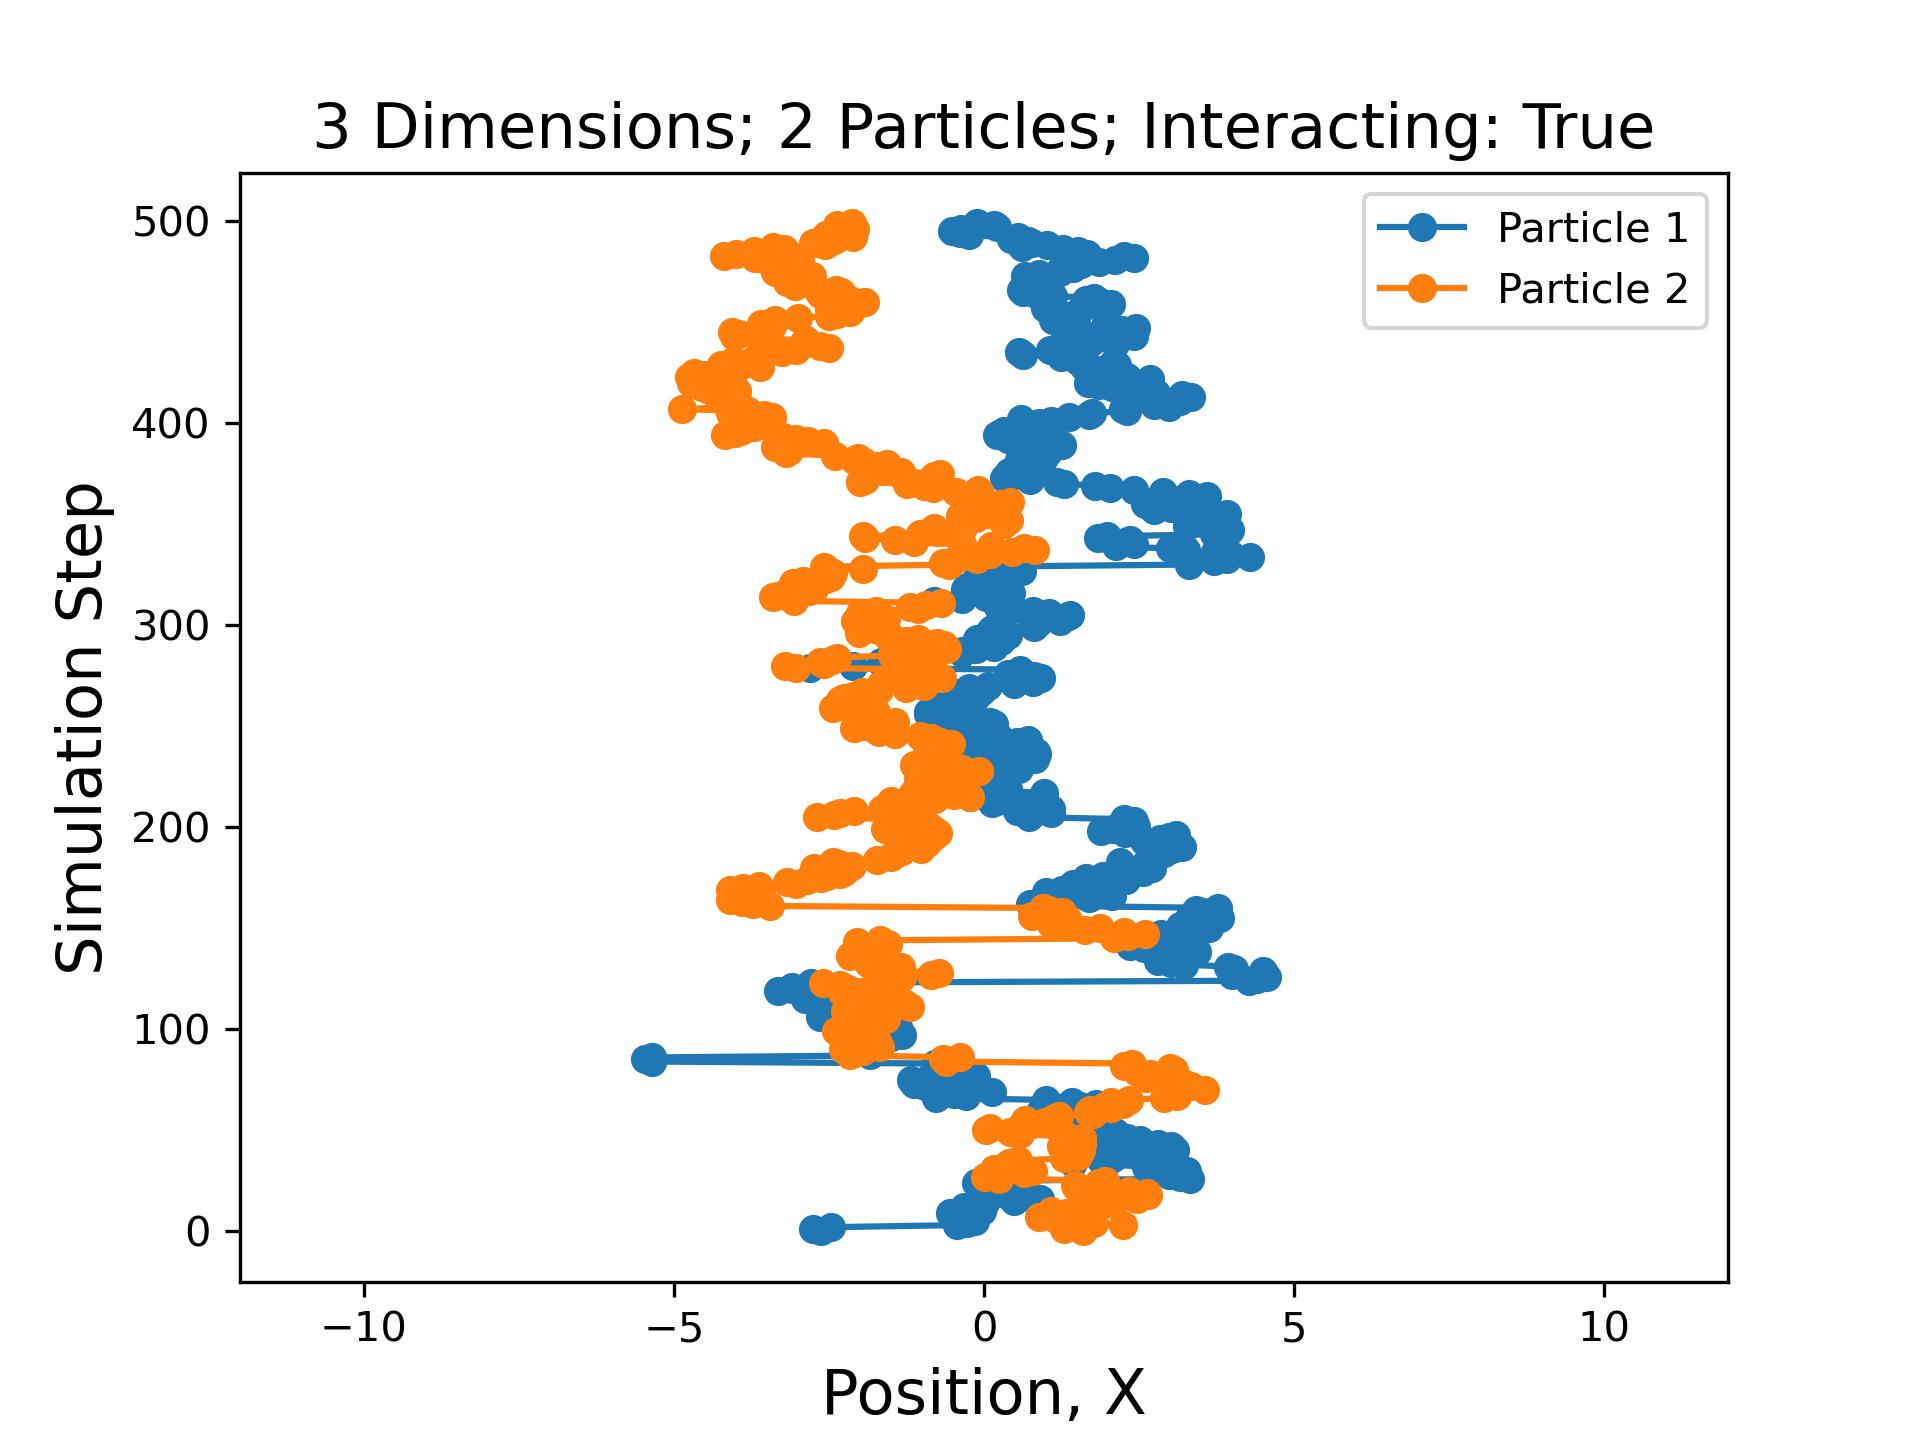 3 Dimensions; 2 Particles; Interacting: True
Particle 1
Particle 2
500
400
300
200
100
0
Simulation Step
−10
−5
0
5
10
Position, X